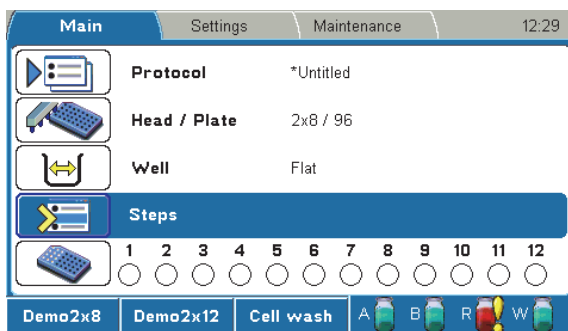 Main Settings Maintenance 12:29
Protocol *Untitled
Head / Plate 2x8 / 96
Well Flat
Steps
1 2 3 4 5 6 7 8 9 10 11 12
Demo2x8 Demo2x12 Cell wash A B R W